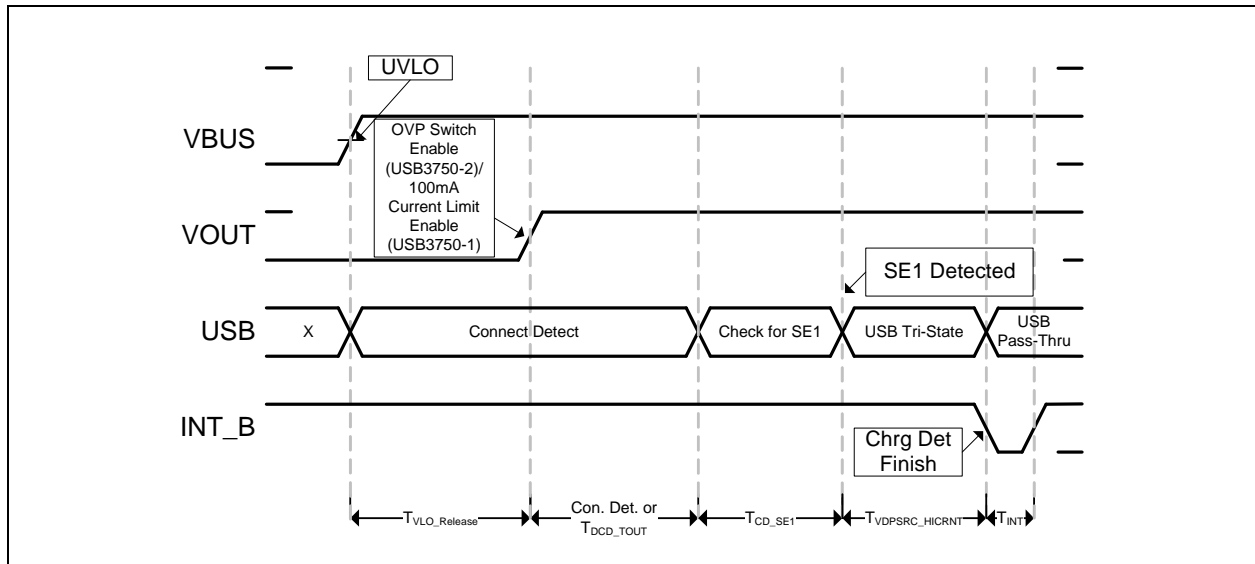 UVLO
VBUS
OVP Switch
Enable
(USB3750-2)/
100mA
Current Limit
Enable
(USB3750-1)
VOUT
SE1 Detected
USB
X
Connect Detect
Check for SE1
USB Tri-State
USB
Pass-Thru
INT_B
Chrg Det
Finish
TVLO_Release
Con. Det. or
TDCD_TOUT
TCD_SE1
TVDPSRC_HICRNT
TINT